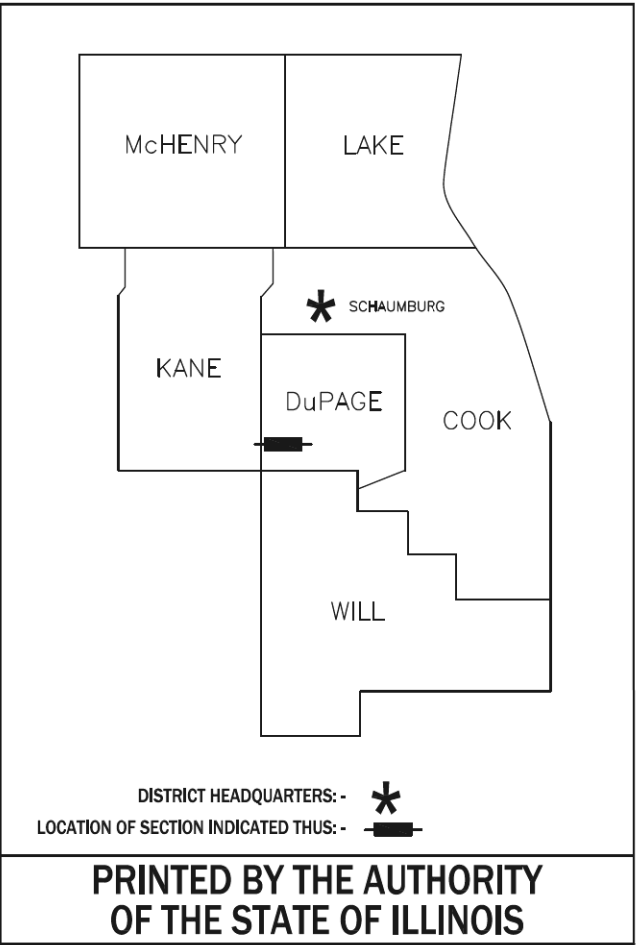 McHENRY
LAKE
SCHAUMBURG
KANE
DuPAGE
COOK
WILL
DISTRICT HEADQUARTERS: -
LOCATION OF SECTION INDICATED THUS: -
PRINTED BY THE AUTHORITY
OF THE STATE OF ILLINOIS